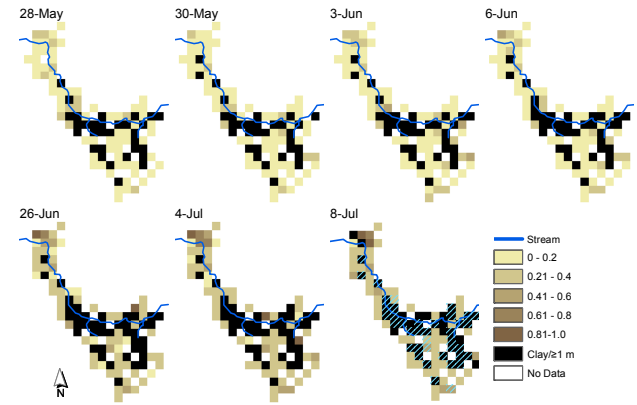 28-May
30-May
3-Jun
6-Jun
26-Jun
4-Jul
8-Jul
Stream
0 - 0.2
0.21 - 0.4
0.41 - 0.6
0.61 - 0.8
0.81-1.0
Clay/≥1 m
No Data
N